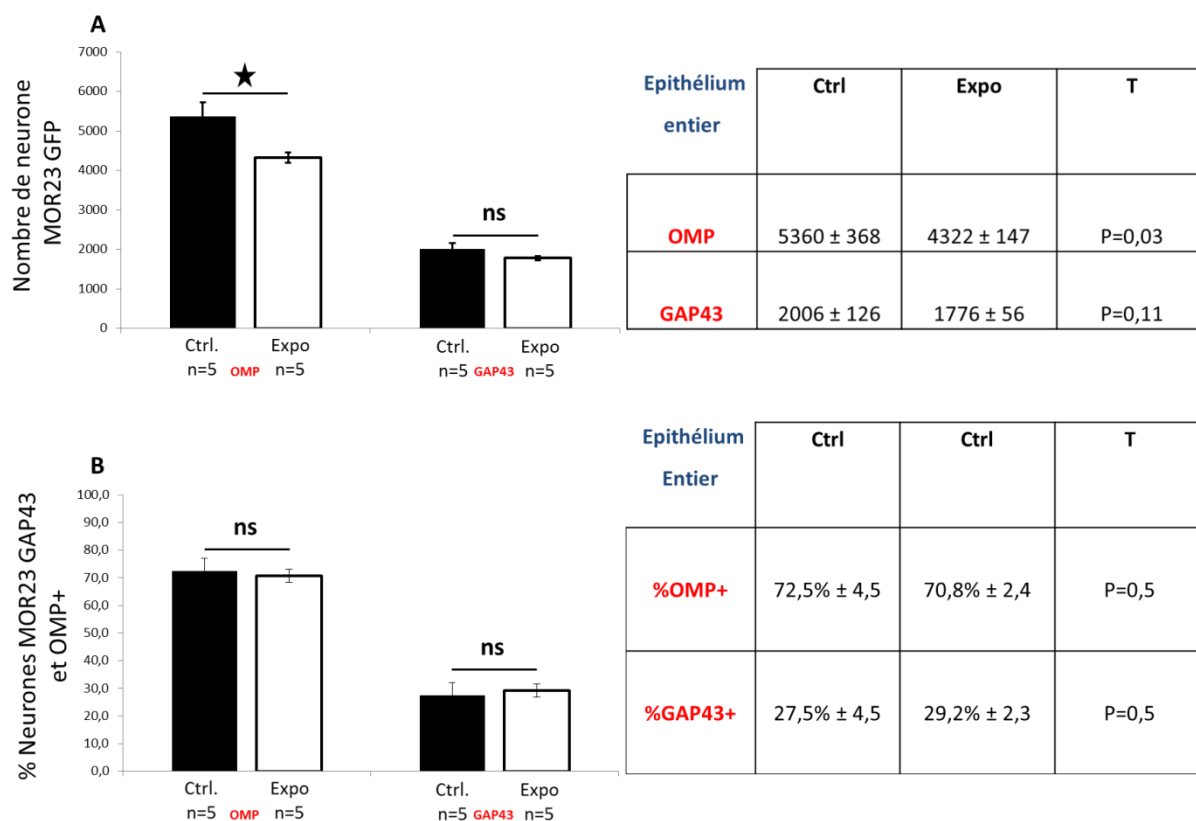 A
Nombre de neurone
MOR23 GFP
7000
6000
5000
4000
3000
2000
1000
0
★
ns
Ctrl. Expo Ctrl. Expo
n=5 OMP n=5 n=5 GAP43 n=5
Epithélium
entier
Ctrl Expo T
OMP 5360 ± 368 4322 ± 147 P=0,03
GAP43 2006 ± 126 1776 ± 56 P=0,11
B
% Neurones MOR23 GAP43
et OMP+
100,0
90,0
80,0
70,0
60,0
50,0
40,0
30,0
20,0
10,0
0,0
ns
ns
Ctrl. Expo Ctrl. Expo
n=5 OMP n=5 n=5 GAP43 n=5
Epithélium
Entier
Ctrl Ctrl T
%OMP+ 72,5% ± 4,5 70,8% ± 2,4 P=0,5
%GAP43+ 27,5% ± 4,5 29,2% ± 2,3 P=0,5